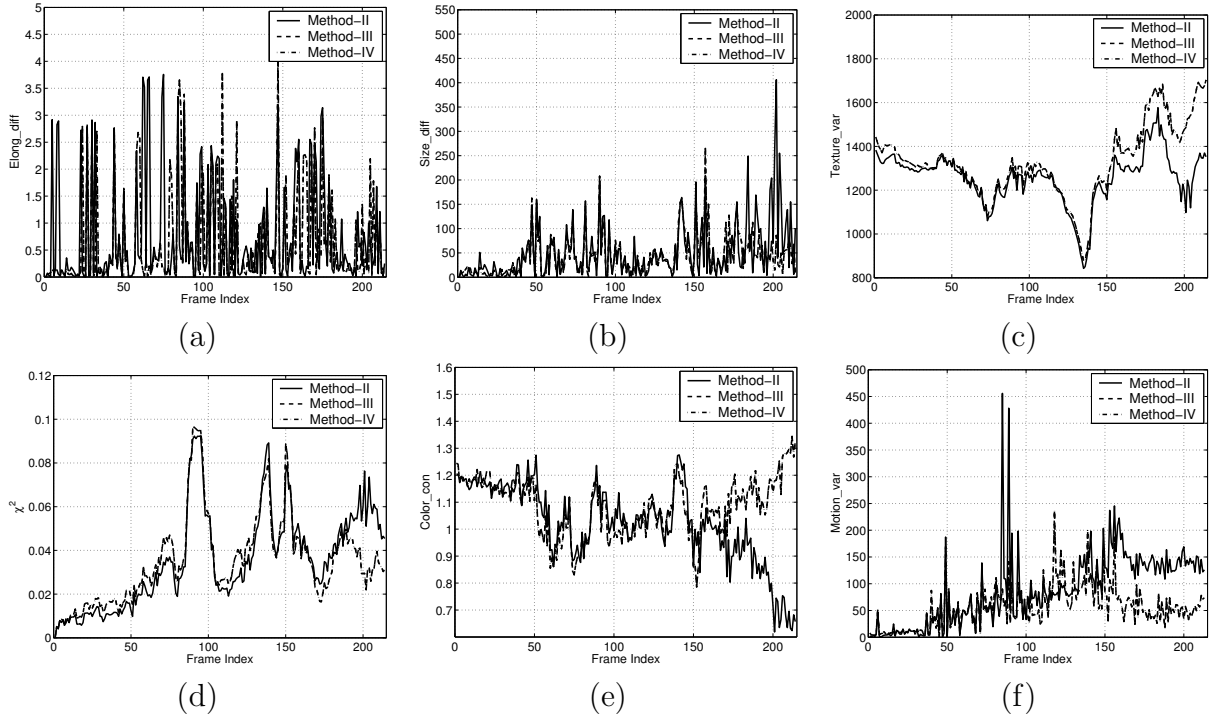 5
4.5
4
3.5
3
2.5
2
1.5
1
0.5
0
Elong_diff
0 50 100 150 200
Frame Index
Method−II
Method−III
Method−IV
(a)
550
500
450
400
350
300
250
200
150
100
50
0
Size_diff
0 50 100 150 200
Frame Index
Method−II
Method−III
Method−IV
(b)
2000
1800
1600
1400
1200
1000
800
Texture_var
0 50 100 150 200
Frame Index
Method−II
Method−III
Method−IV
(c)
0.12
0.1
0.08
0.06
0.04
0.02
0
χ²
0 50 100 150 200
Frame Index
Method−II
Method−III
Method−IV
(d)
1.6
1.5
1.4
1.3
1.2
1.1
1
0.9
0.8
0.7
Color_con
0 50 100 150 200
Frame Index
Method−II
Method−III
Method−IV
(e)
500
450
400
350
300
250
200
150
100
50
0
Motion_var
0 50 100 150 200
Frame Index
Method−II
Method−III
Method−IV
(f)